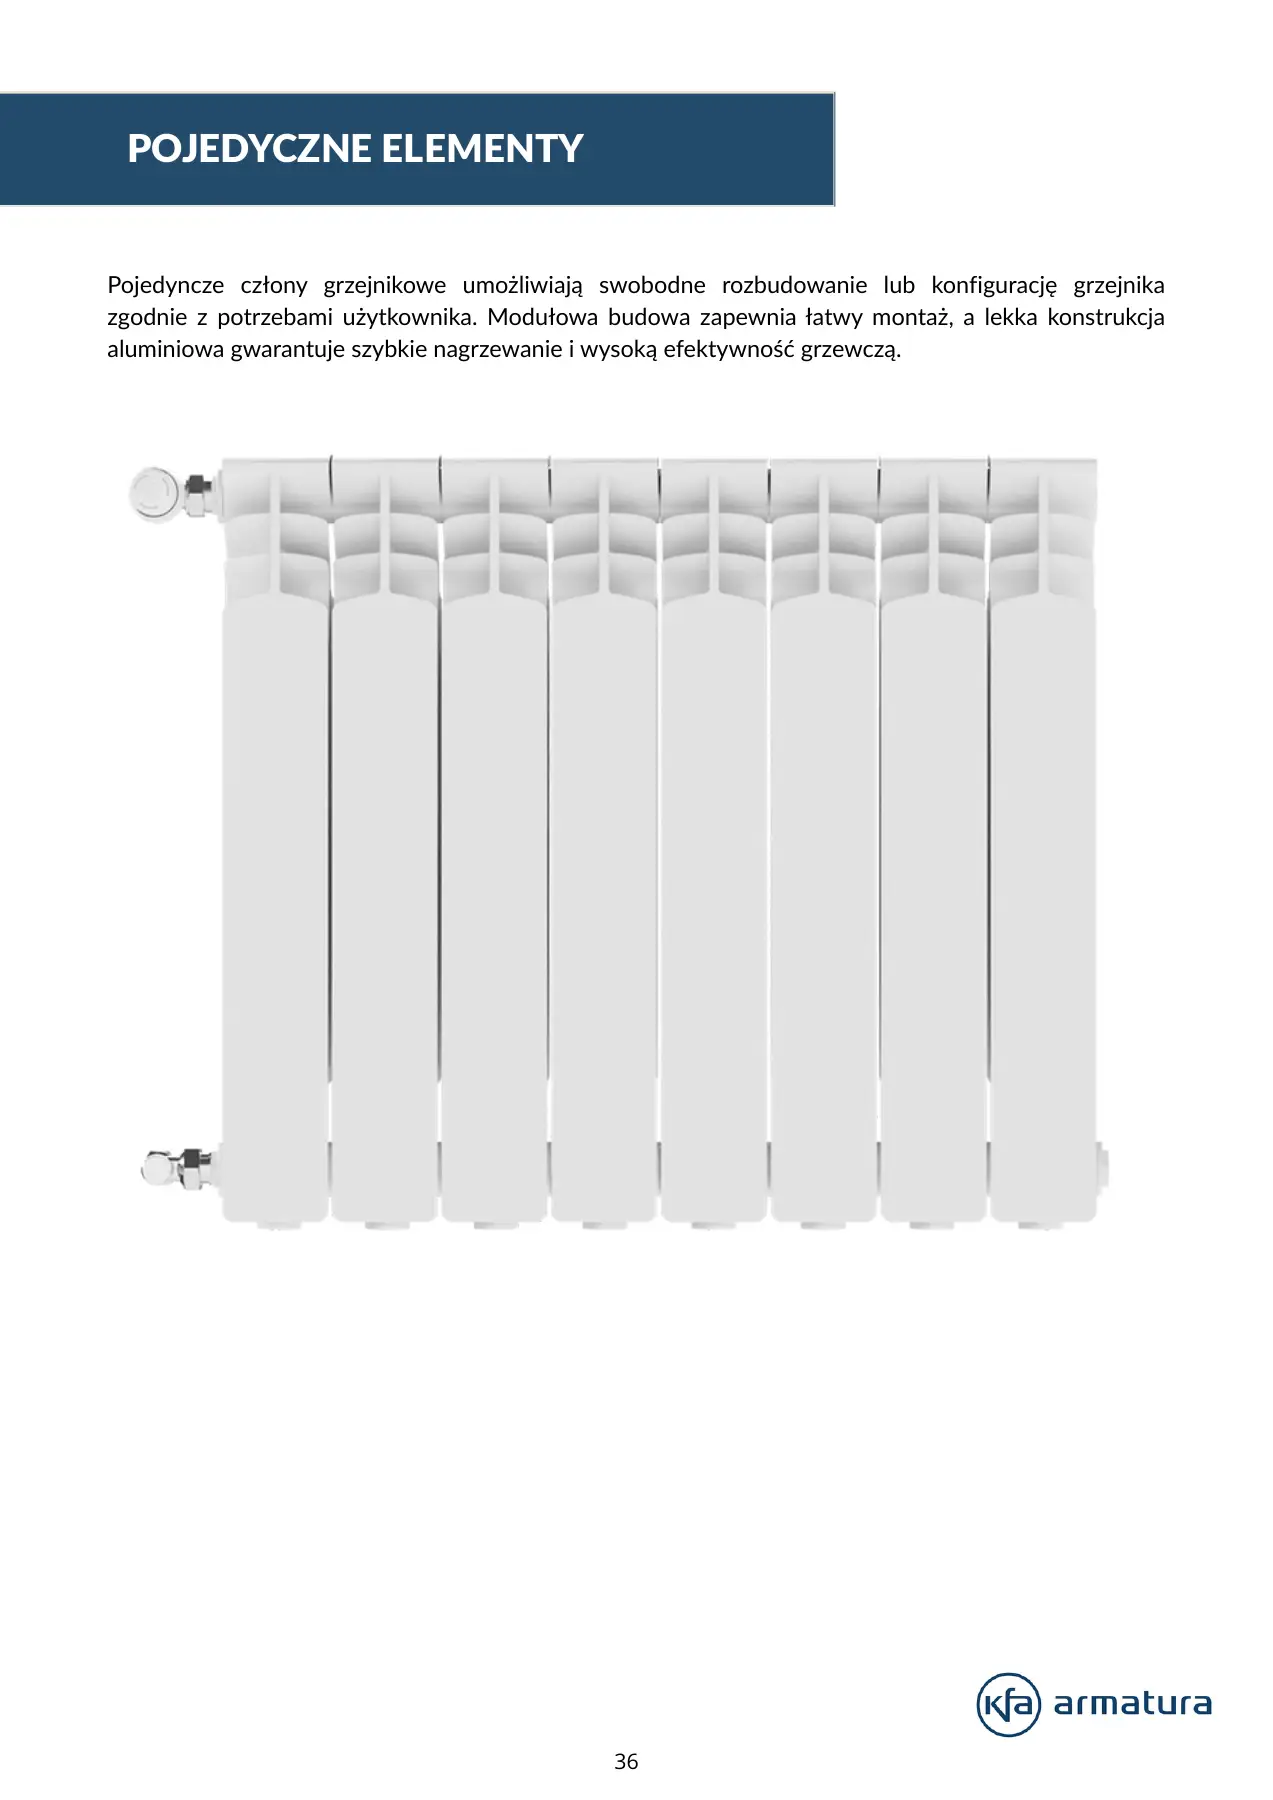 POJEDYCZNE ELEMENTY
Pojedyncze człony grzejnikowe umożliwiają swobodne rozbudowanie lub konfigurację grzejnika
zgodnie z potrzebami użytkownika. Modułowa budowa zapewnia łatwy montaż, a lekka konstrukcja
aluminiowa gwarantuje szybkie nagrzewanie i wysoką efektywność grzewczą.
kfa armatura
36